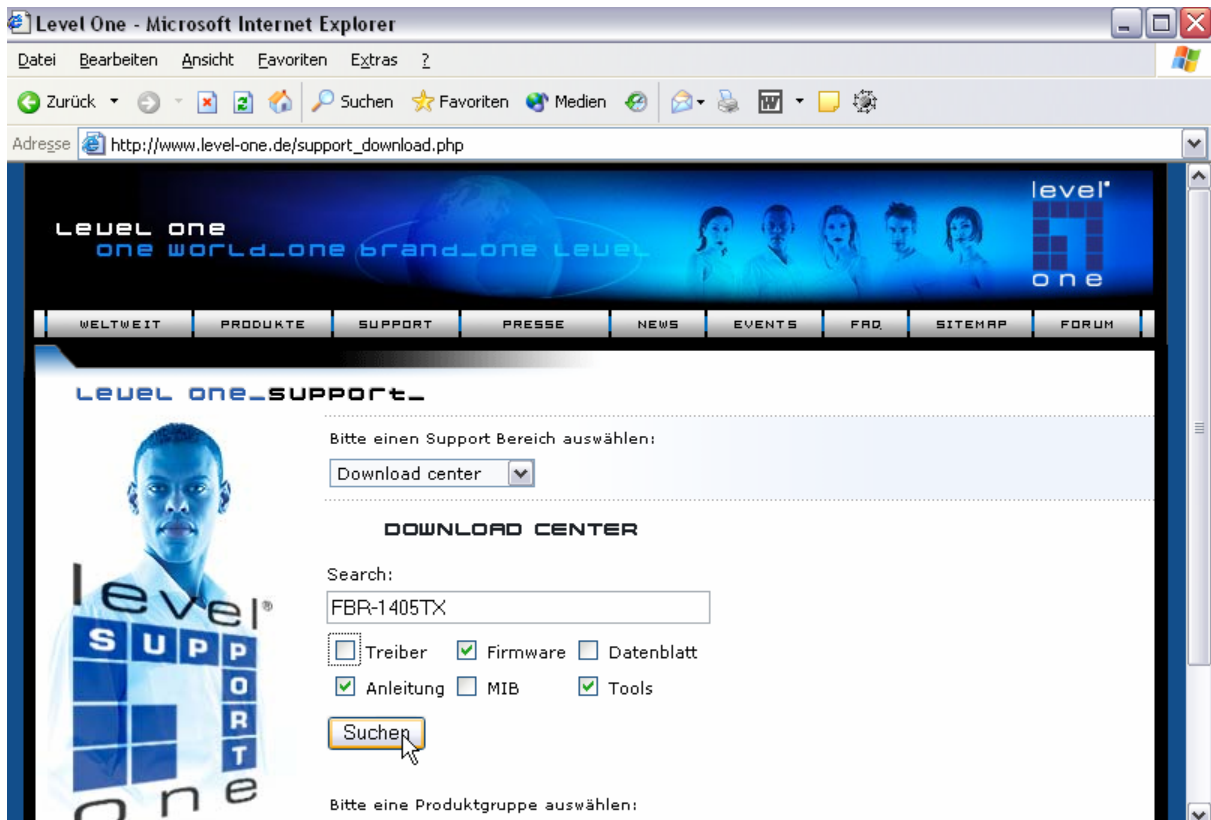 Level One - Microsoft Internet Explorer
Datei Bearbeiten Ansicht Favoriten Extras ?
Zurück Suchen Favoriten Medien
Adresse http://www.level-one.de/support_download.php
level one
one world_one brand_one level
level one
WELTWEIT PRODUKTE SUPPORT PRESSE NEWS EVENTS FAQ SITEMAP FORUM
level one_support_
Bitte einen Support Bereich auswählen:
Download center
DOWNLOAD CENTER
Search:
FBR-1405TX
Treiber Firmware Datenblatt
Anleitung MIB Tools
Suchen
Bitte eine Produktgruppe auswählen:
level®
SUPPORT
SUPPORT
one